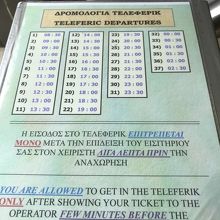 ΔΡΟΜΟΛΟΓΙΑ ΤΕΛΕΦΕΡΙΚ
TELEFERIC DEPARTURES
1) 08 : 30 12) 14 : 00 22) 19 : 00 32) 24 : 00
2) 09 : 00 13) 14 : 30 23) 19 : 30 33) 00 : 30
3) 09 : 30 14) 15 : 00 24) 20 : 00 34) 01 : 00
4) 10 : 00 15) 15 : 30 25) 20 : 30 35) 01 : 30
5) 10 : 30 16) 16 : 00 26) 21 : 00 36) 02 : 00
6) 11 : 00 17) 16 : 30 27) 21 : 30 37) 02 : 30
7) 11 : 30 18) 17 : 00 28) 22 : 00
8) 12 : 00 19) 17 : 30 29) 22 : 30
9) 12 : 30 20) 18 : 00 30) 23 : 00
10) 13 : 00 21) 18 : 30 31) 23 : 30
11) 13 : 30
Η ΕΙΣΟΔΟΣ ΣΤΟ ΤΕΛΕΦΕΡΙΚ ΕΠΙΤΡΕΠΕΤΑΙ
ΜΟΝΟ ΜΕΤΑ ΤΗΝ ΕΠΙΔΕΙΞΗ ΤΟΥ ΕΙΣΙΤΗΡΙΟΥ
ΣΑΣ ΣΤΟΝ ΧΕΙΡΙΣΤΗ ΛΙΓΑ ΛΕΠΤΑ ΠΡΙΝ ΤΗΝ
ΑΝΑΧΩΡΗΣΗ
YOU ARE ALLOWED TO GET IN THE TELEFERIK
ONLY AFTER SHOWING YOUR TICKET TO THE
OPERATOR FEW MINUTES BEFORE THE